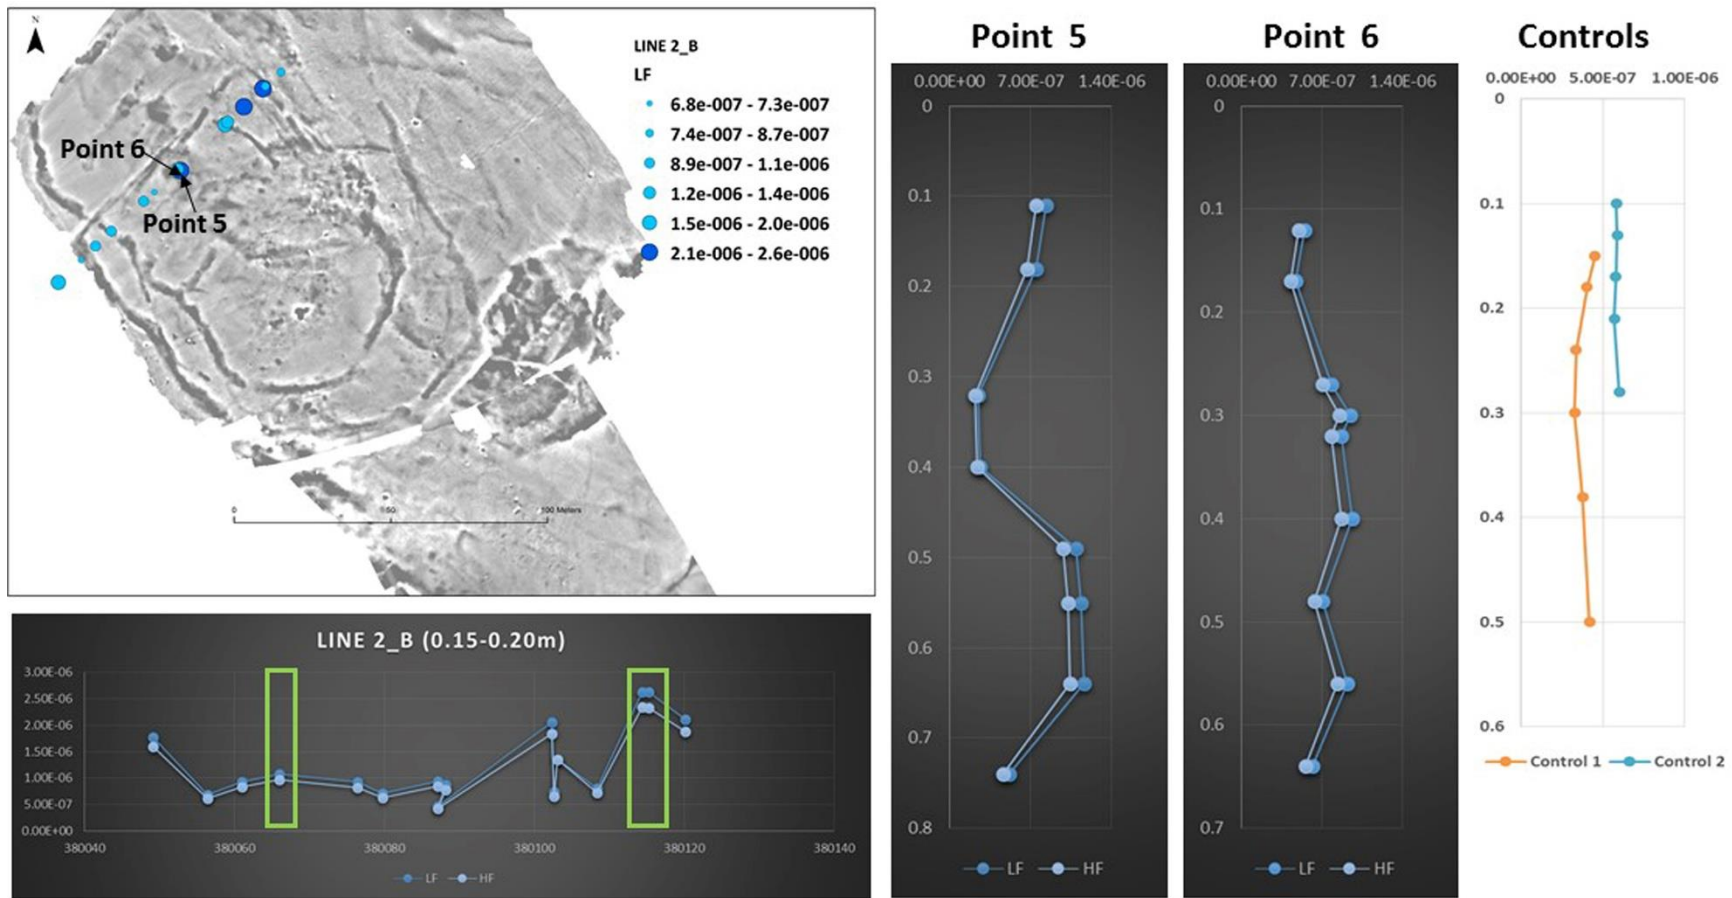 N
LINE 2_B
LF
6.8e-007 - 7.3e-007
7.4e-007 - 8.7e-007
8.9e-007 - 1.1e-006
1.2e-006 - 1.4e-006
1.5e-006 - 2.0e-006
2.1e-006 - 2.6e-006
Point 6
Point 5
0 50 100 Meters
LINE 2_B (0.15-0.20m)
3.00E-06
2.50E-06
2.00E-06
1.50E-06
1.00E-06
5.00E-07
0.00E+00
380040 380060 380080 380100 380120 380140
LF HF
Point 5
0.00E+00 7.00E-07 1.40E-06
0
0.1
0.2
0.3
0.4
0.5
0.6
0.7
0.8
LF HF
Point 6
0.00E+00 7.00E-07 1.40E-06
0
0.1
0.2
0.3
0.4
0.5
0.6
0.7
LF HF
Controls
0.00E+00 5.00E-07 1.00E-06
0
0.1
0.2
0.3
0.4
0.5
0.6
Control 1 Control 2